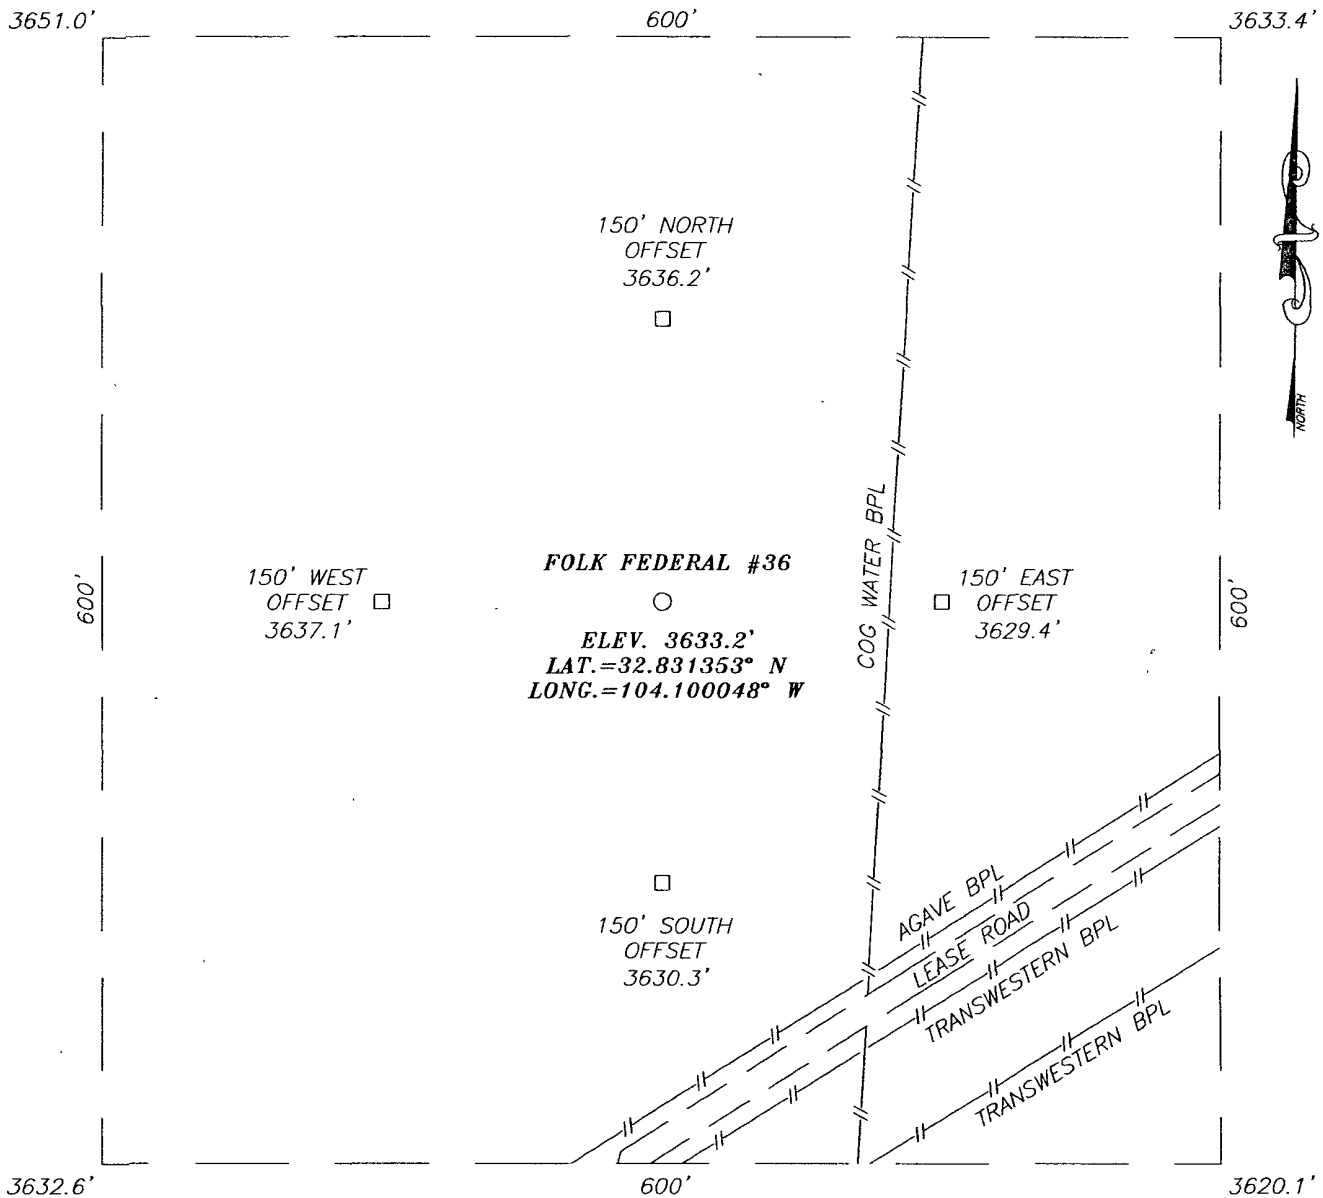 3651.0'
600'
3633.4'
NORTH
150' NORTH
OFFSET
3636.2'
COG WATER BPL
600'
150' WEST
OFFSET
3637.1'
FOLK FEDERAL #36
ELEV. 3633.2'
LAT.=32.831353° N
LONG.=104.100048° W
150' EAST
OFFSET
3629.4'
600'
150' SOUTH
OFFSET
3630.3'
AGAVE BPL
LEASE ROAD
TRANSWESTERN BPL
TRANSWESTERN BPL
3632.6'
600'
3620.1'